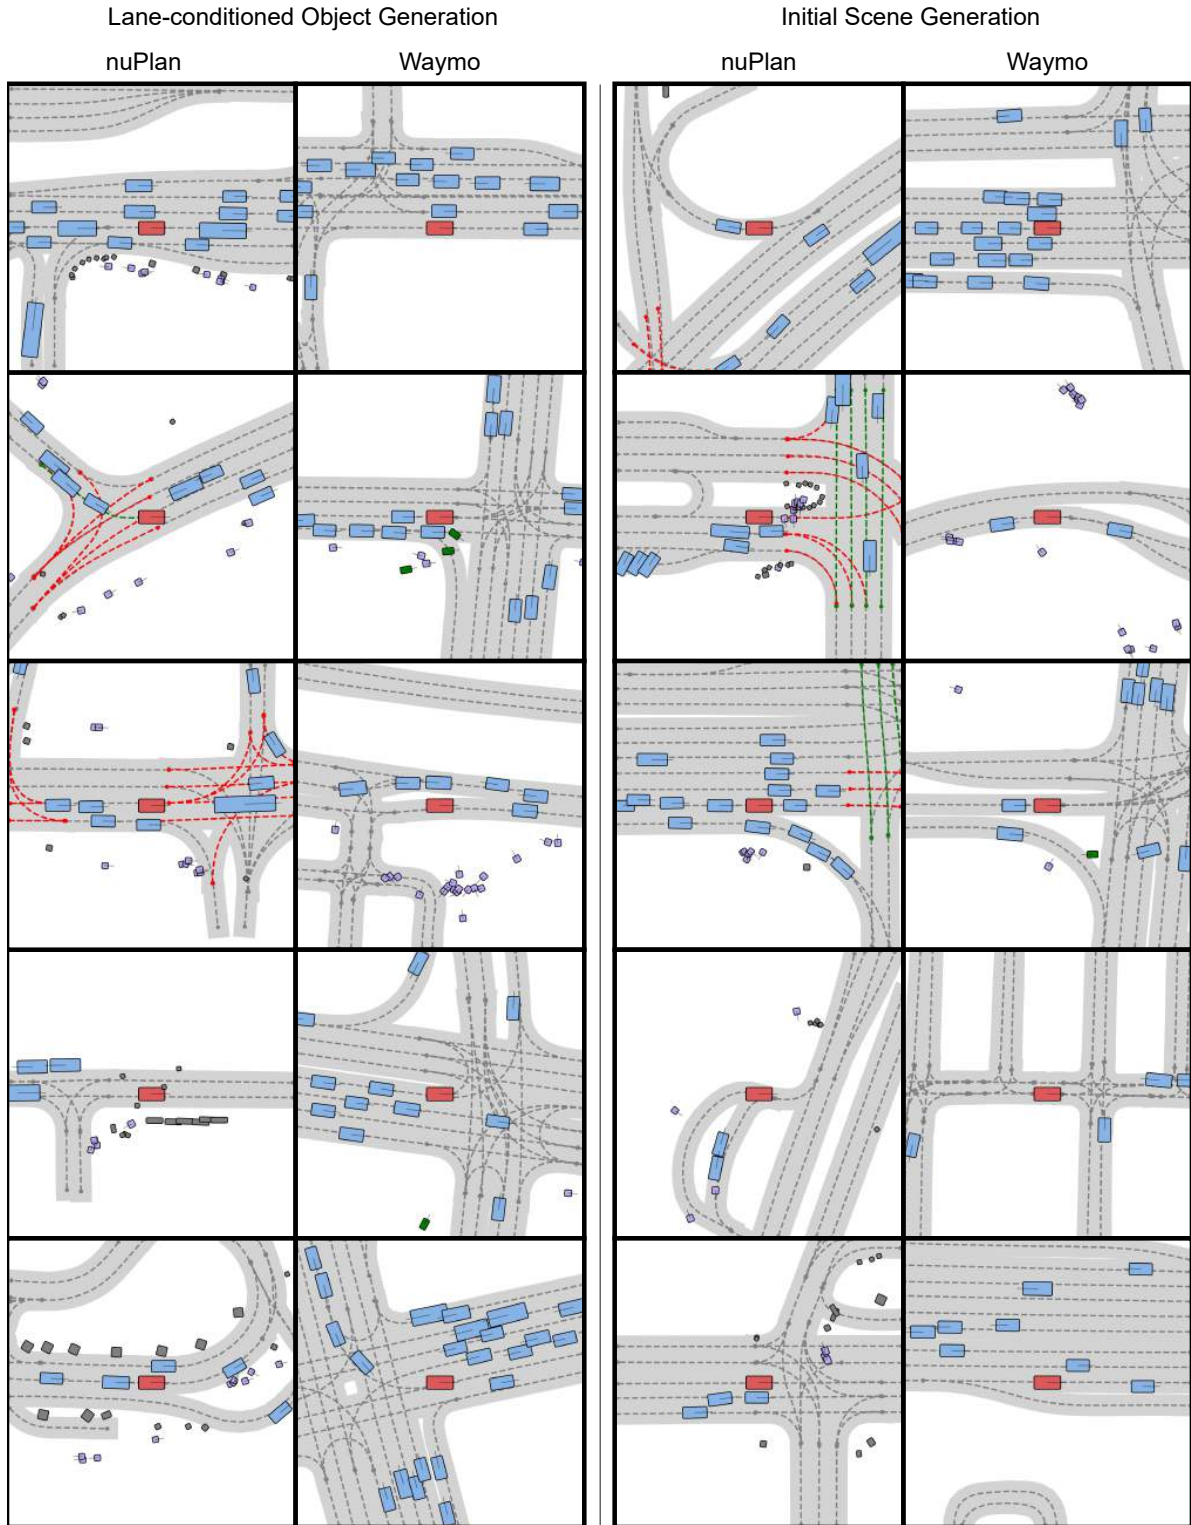 Lane-conditioned Object Generation Initial Scene Generation
nuPlan Waymo nuPlan Waymo